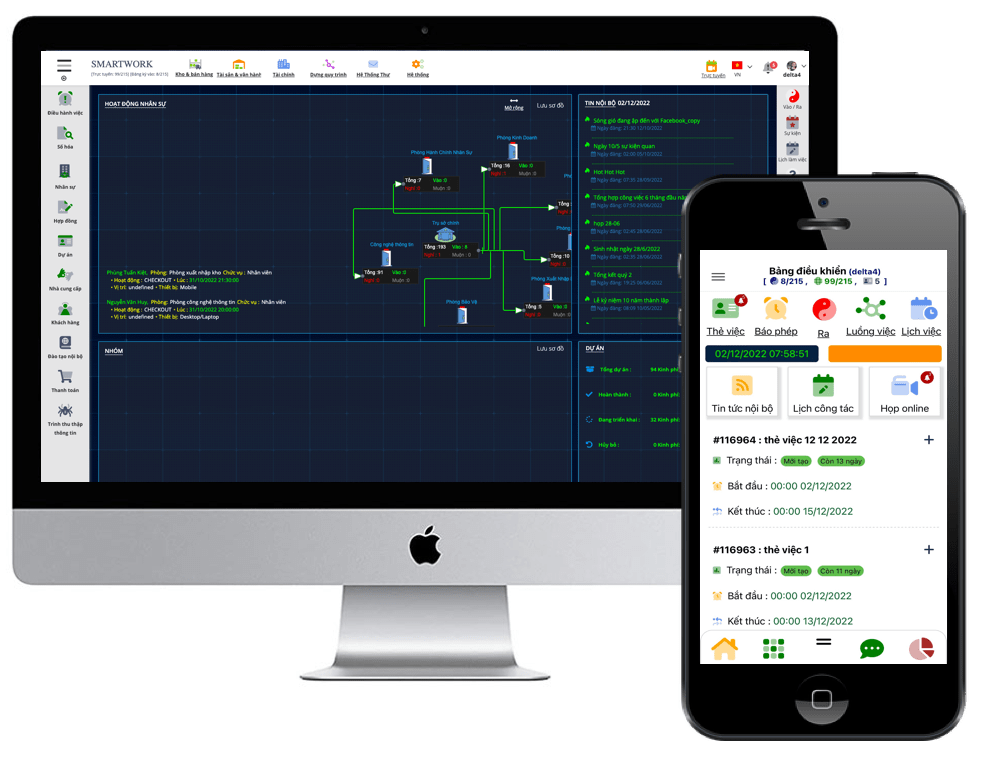 SMARTWORK
[Trực tuyến: 99/215] [Đăng ký vào: 8/215]
Kho & bán hàng
Tài sản & vận hành
Tài chính
Dựng quy trình
Hệ Thống Thư
Hệ thống
Trực tuyến
VN
delta4
Điều hành việc
Số hóa
Nhân sự
Hợp đồng
Dự án
Nhà cung cấp
Khách hàng
Đào tạo nội bộ
Thanh toán
Trình thu thập
thông tin
HOẠT ĐỘNG NHÂN SỰ
Mở rộng
Lưu sơ đồ
Phòng Kinh Doanh
Tổng :16 Vào :0
Nghỉ :1 Muộn :0
Phòng Hành Chính Nhân Sự
Tổng :7 Vào :0
Nghỉ :0 Muộn :0
Trụ sở chính
Tổng :193 Vào : 8
Nghỉ :1 Muộn :0
Công nghệ thông tin
Tổng :91 Vào :0
Nghỉ :0 Muộn :0
Phòng Xuất Nhập
Tổng :5 Vào :0
Nghỉ :0 Muộn :0
Phòng Bảo Vệ
Tổng :10
Phùng Tuấn Kiệt, Phòng: Phòng xuất nhập kho Chức vụ : Nhân viên
• Hoạt động : CHECKOUT • Lúc : 31/10/2022 21:30:00
• Vị trí: undefined • Thiết bị: Mobile
Nguyễn Văn Huy, Phòng: Phòng công nghệ thông tin Chức vụ : Nhân viên
• Hoạt động : CHECKOUT • Lúc : 31/10/2022 20:60:00
• Vị trí: undefined • Thiết bị: Desktop/Laptop
TIN NỘI BỘ 02/12/2022
Sóng gió đang ập đến với Facebook_copy
Ngày đăng: 21:30 12/10/2022
Ngày 10/5 sự kiện quan
Ngày đăng: 02:00 05/10/2022
Hot Hot Hot
Ngày đăng: 07:35 28/09/2022
Tổng hợp công việc 6 tháng đầu nă
Ngày đăng: 07:52 29/06/2022
họp 28-06
Ngày đăng: 02:40 28/06/2022
Sinh nhật ngày 28/6/2022
Ngày đăng: 02:35 28/06/2022
Tổng kết quý 2
Ngày đăng: 19:25 26/06/2022
Lễ kỷ niệm 10 năm thành lập
Ngày đăng: 08:09 10/05/2022
Vào / Ra
Sự kiện
Lịch làm việc
NHÓM
Lưu sơ đồ
DỰ ÁN
Tổng dự án : 94 Kinh phí
Hoàn thành : 0 Kinh phí:
Đang triển khai : 32 Kinh phí:
Hủy bỏ : 0 Kinh phí:
Bảng điều khiển (delta4)
[ 8/215 , 99/215 , 5 ]
Thẻ việc
Báo phép
Ra
Luồng việc
Lịch việc
02/12/2022 07:58:51
Tin tức nội bộ
Lịch công tác
Họp online
#116964 : thẻ việc 12 12 2022 +
Trạng thái : Mới tạo Còn 13 ngày
Bắt đầu : 00:00 02/12/2022
Kết thúc : 00:00 15/12/2022
#116963 : thẻ việc 1 +
Trạng thái : Mới tạo Còn 11 ngày
Bắt đầu : 00:00 02/12/2022
Kết thúc : 00:00 13/12/2022